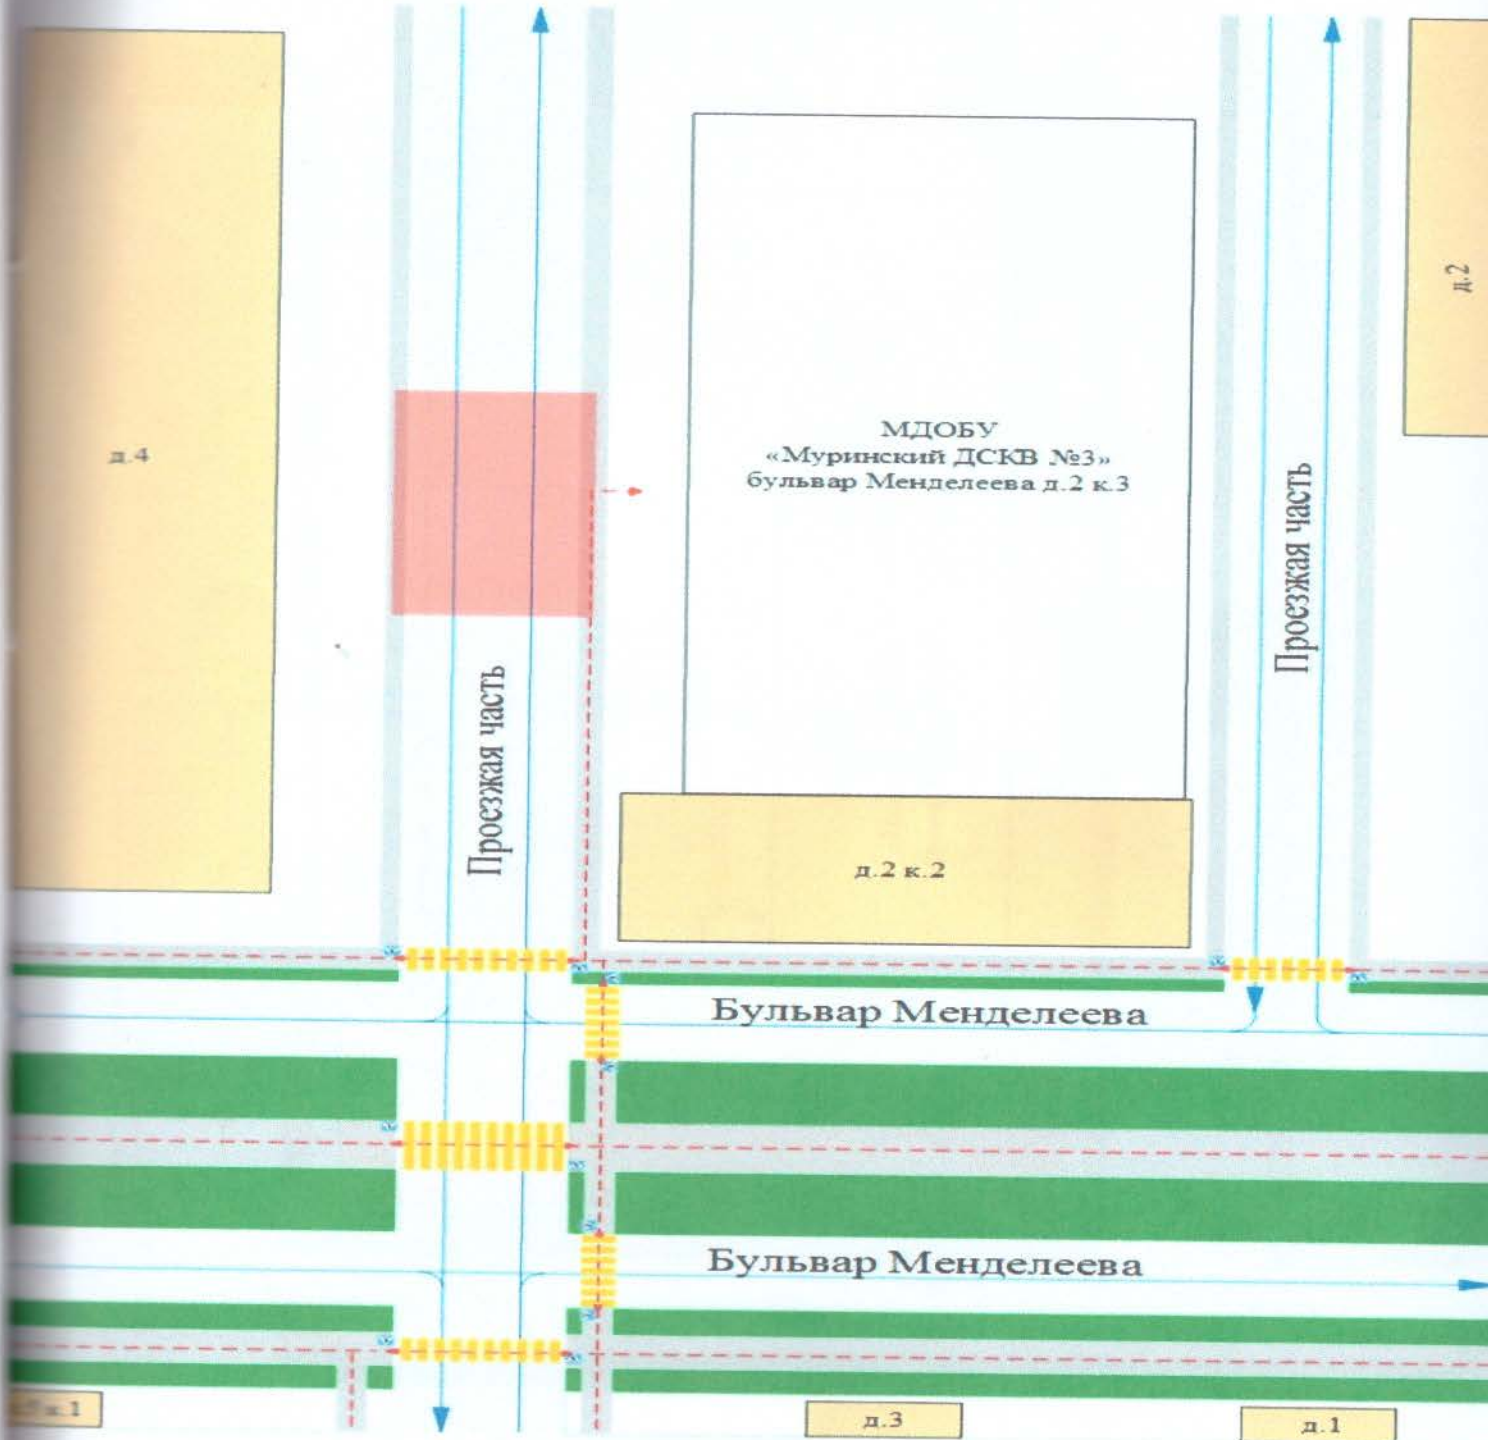 д.4
МДОБУ
«Муринский ДСКВ №3»
бульвар Менделеева д.2 к.3
д.2
Проезжая часть
Проезжая часть
д.2 к.2
Бульвар Менделеева
Бульвар Менделеева
к.1
д.3
д.1